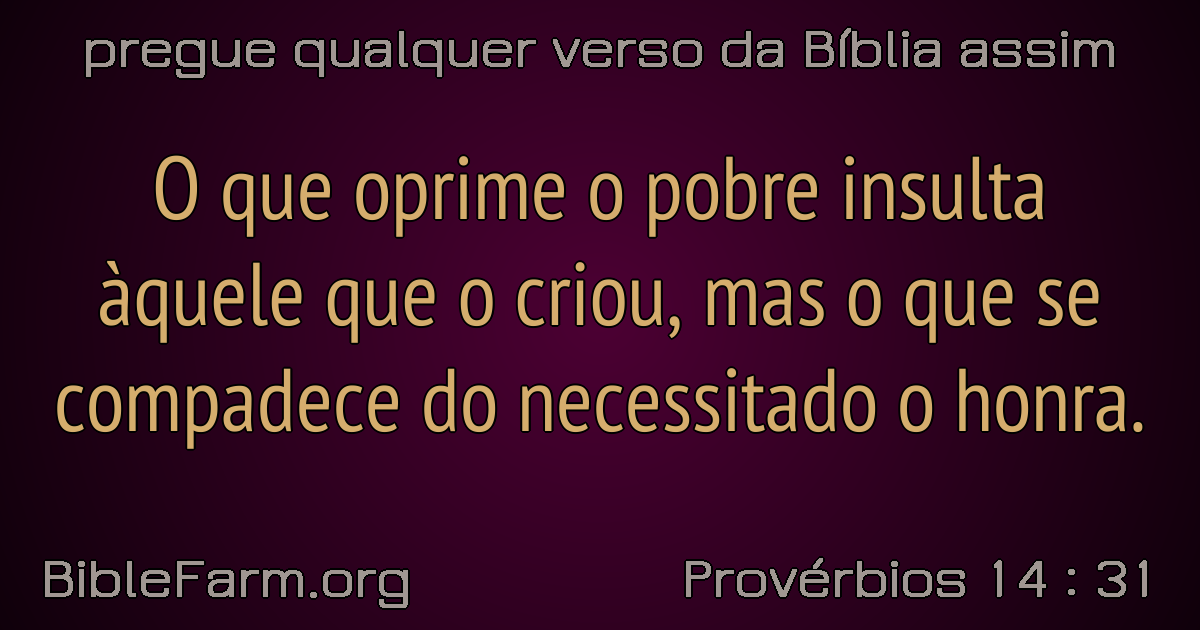 pregue qualquer verso da Bíblia assim
O que oprime o pobre insulta
àquele que o criou, mas o que se
compadece do necessitado o honra.
BibleFarm.org
Provérbios 14 : 31